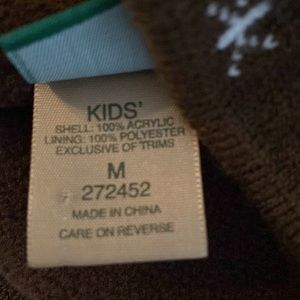 KIDS'
SHELL: 100% ACRYLIC
LINING: 100% POLYESTER
EXCLUSIVE OF TRIMS
M
272452
MADE IN CHINA
CARE ON REVERSE